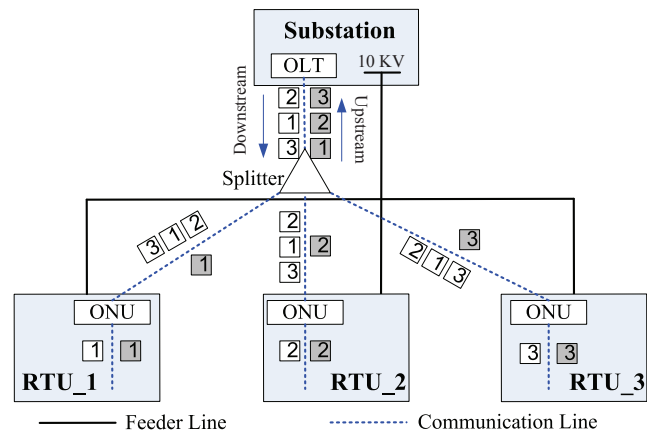 Substation
OLT
10 KV
Downstream
Upstream
2 3
1 2
3 1
Splitter
3 1 2
1
2
1 2
3
3
2 1 3
ONU
ONU
ONU
1 1
2 2
3 3
RTU_1
RTU_2
RTU_3
Feeder Line
Communication Line